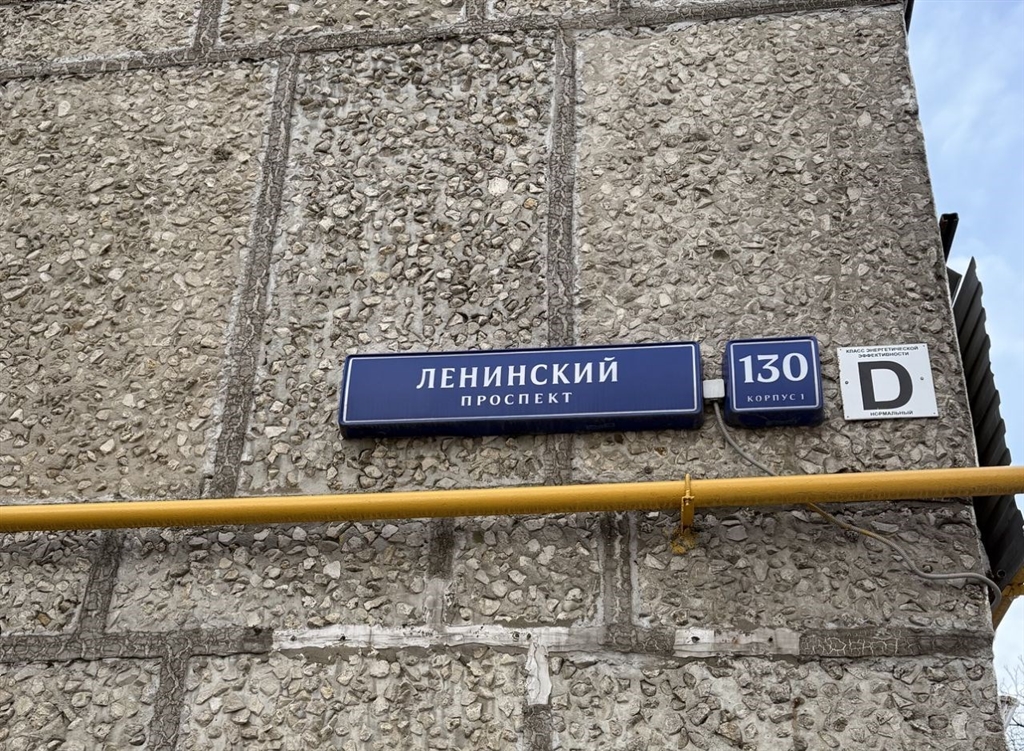 ЛЕНИНСКИЙ
ПРОСПЕКТ
130
КОРПУС 1
КЛАСС ЭНЕРГЕТИЧЕСКОЙ
ЭФФЕКТИВНОСТИ
D
НОРМАЛЬНЫЙ